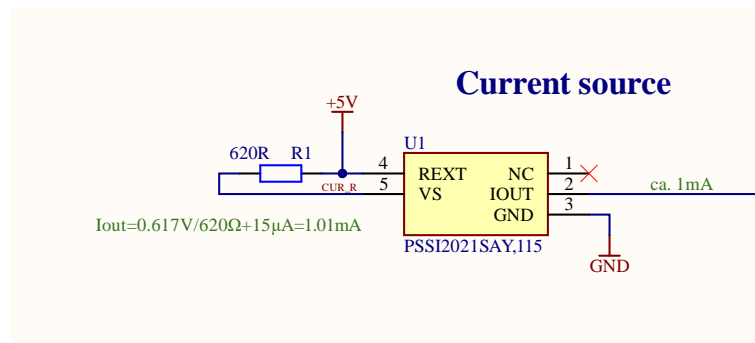 Current source
+5V
U1
620R R1
4 REXT NC 1
CUR_R
5 VS IOUT 2
ca. 1mA
GND 3
Iout=0.617V/620Ω+15µA=1.01mA
PSSI2021SAY,115
GND